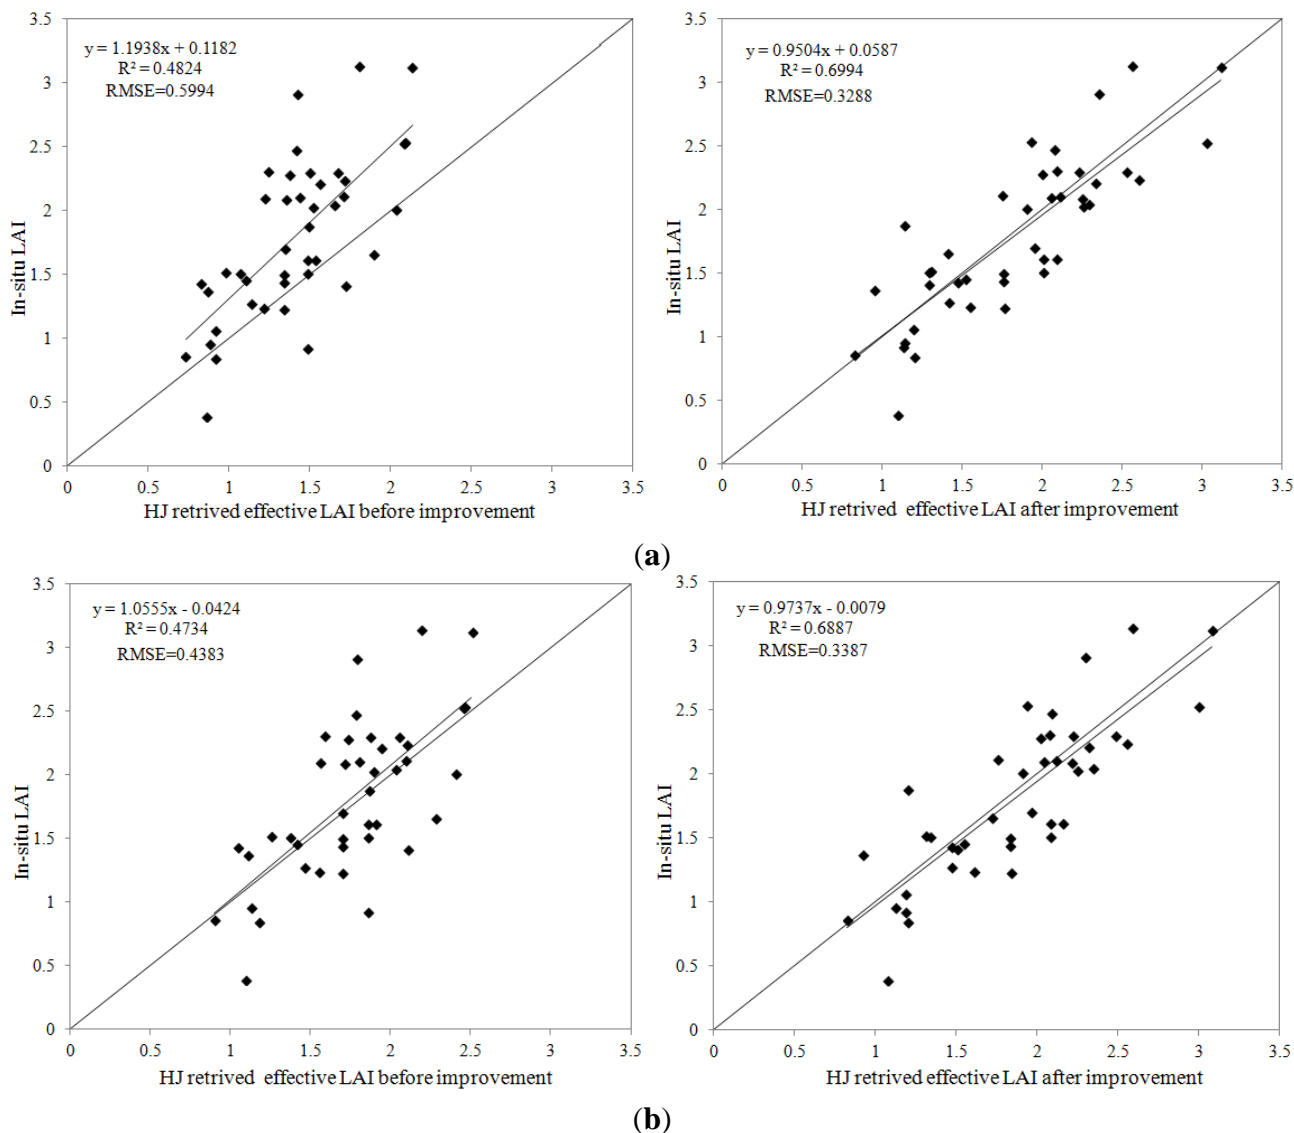 y = 1.1938x + 0.1182
R² = 0.4824
RMSE=0.5994
3.5
3
2.5
2
1.5
1
0.5
0
In-situ LAI
0 0.5 1 1.5 2 2.5 3 3.5
HJ retrived effective LAI before improvement
y = 0.9504x + 0.0587
R² = 0.6994
RMSE=0.3288
3.5
3
2.5
2
1.5
1
0.5
0
In-situ LAI
0 0.5 1 1.5 2 2.5 3 3.5
HJ retrived effective LAI after improvement
(a)
y = 1.0555x - 0.0424
R² = 0.4734
RMSE=0.4383
3.5
3
2.5
2
1.5
1
0.5
0
In-situ LAI
0 0.5 1 1.5 2 2.5 3 3.5
HJ retrived effective LAI before improvement
y = 0.9737x - 0.0079
R² = 0.6887
RMSE=0.3387
3.5
3
2.5
2
1.5
1
0.5
0
In-situ LAI
0 0.5 1 1.5 2 2.5 3 3.5
HJ retrived effective LAI after improvement
(b)